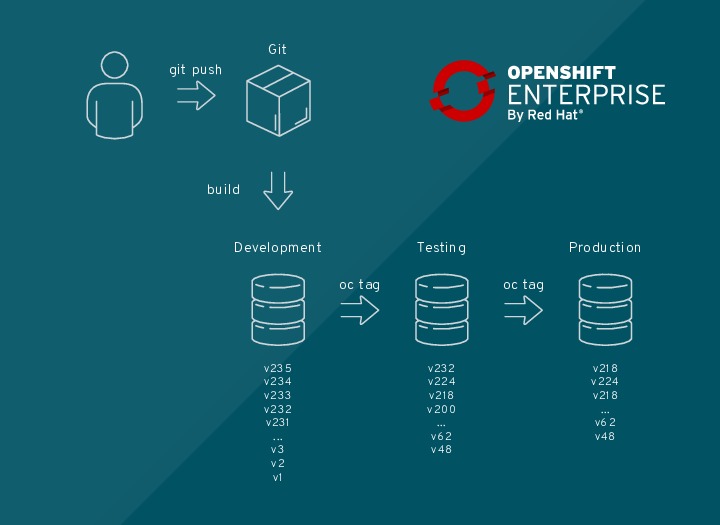 Git
git push
OPENSHIFT
ENTERPRISE
By Red Hat®
build
Development
Testing
Production
oc tag
oc tag
v235
v234
v233
v232
v231
...
v3
v2
v1
v232
v224
v218
v200
...
v62
v48
v218
v224
v218
...
v62
v48